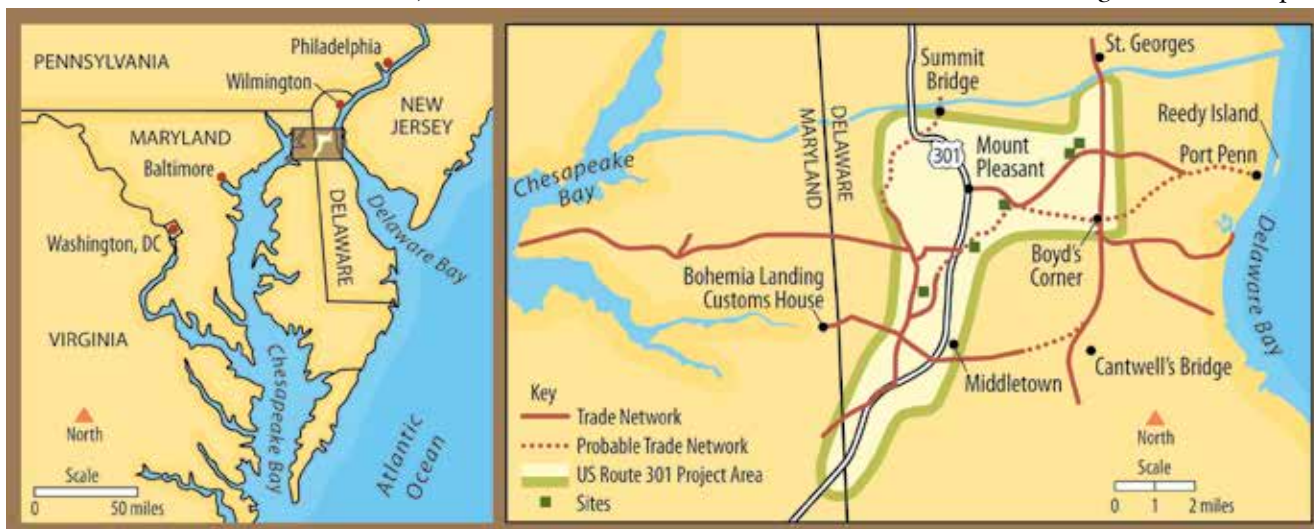 PENNSYLVANIA
Philadelphia
Wilmington
NEW
JERSEY
MARYLAND
Baltimore
DELAWARE
Washington, DC
Delaware Bay
VIRGINIA
Chesapeake
Bay
Atlantic
Ocean
North
Scale
0 50 miles
St. Georges
Summit
Bridge
Reedy Island
DELAWARE
MARYLAND
301
Mount
Pleasant
Port Penn
Chesapeake
Bay
Boyd's
Corner
Delaware Bay
Bohemia Landing
Customs House
Cantwell's Bridge
Middletown
Key
Trade Network
Probable Trade Network
US Route 301 Project Area
Sites
North
Scale
0 1 2 miles